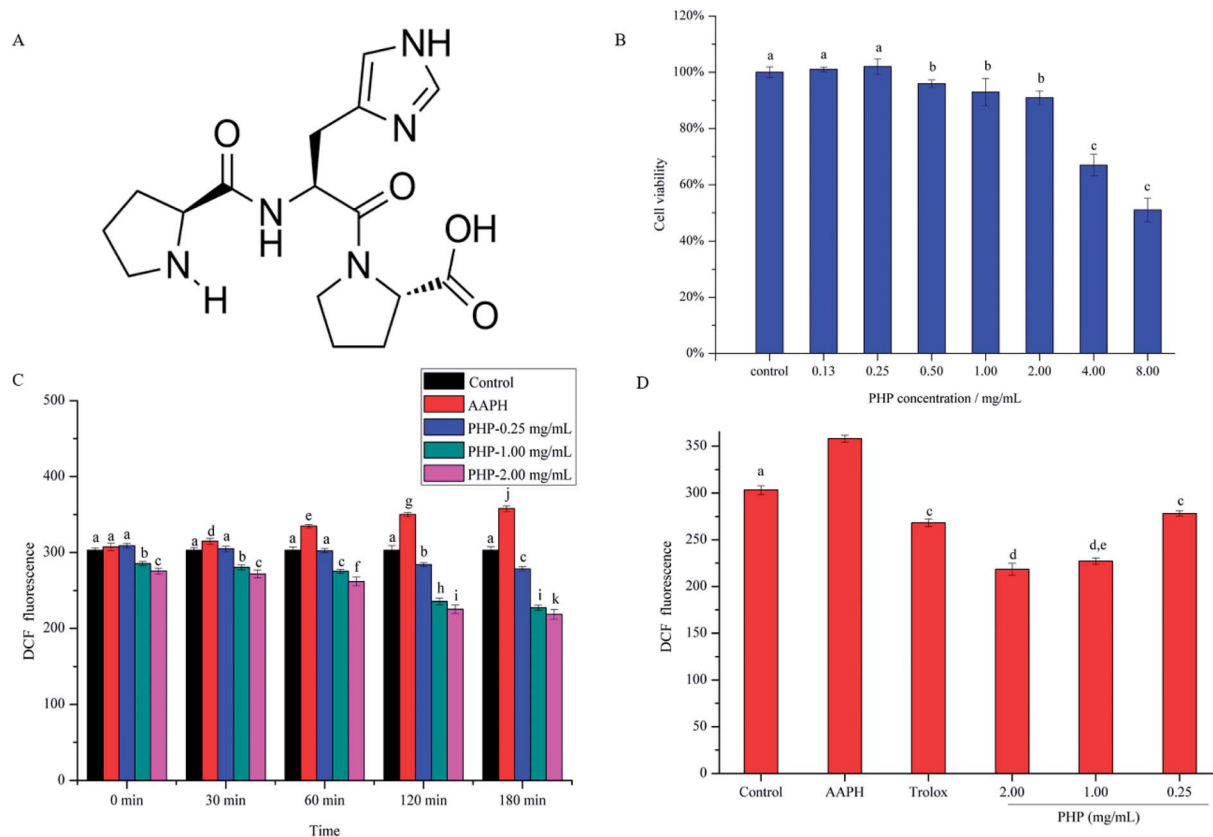 A
NH
N
O
N
H
O
N
H
N
OH
O
B
120%
100%
80%
60%
40%
20%
0%
Cell viability
a
a
a
b
b
b
c
c
control
0.13
0.25
0.50
1.00
2.00
4.00
8.00
PHP concentration / mg/mL
C
500
400
300
200
100
0
DCF fluorescence
Control
AAPH
PHP-0.25 mg/mL
PHP-1.00 mg/mL
PHP-2.00 mg/mL
a a a b c
a d a b c
a e a c f
a g b h i
a j c i k
0 min
30 min
60 min
120 min
180 min
Time
D
350
300
250
200
150
100
50
0
DCF fluorescence
a
c
d
d,e
c
Control
AAPH
Trolox
2.00
1.00
0.25
PHP (mg/mL)